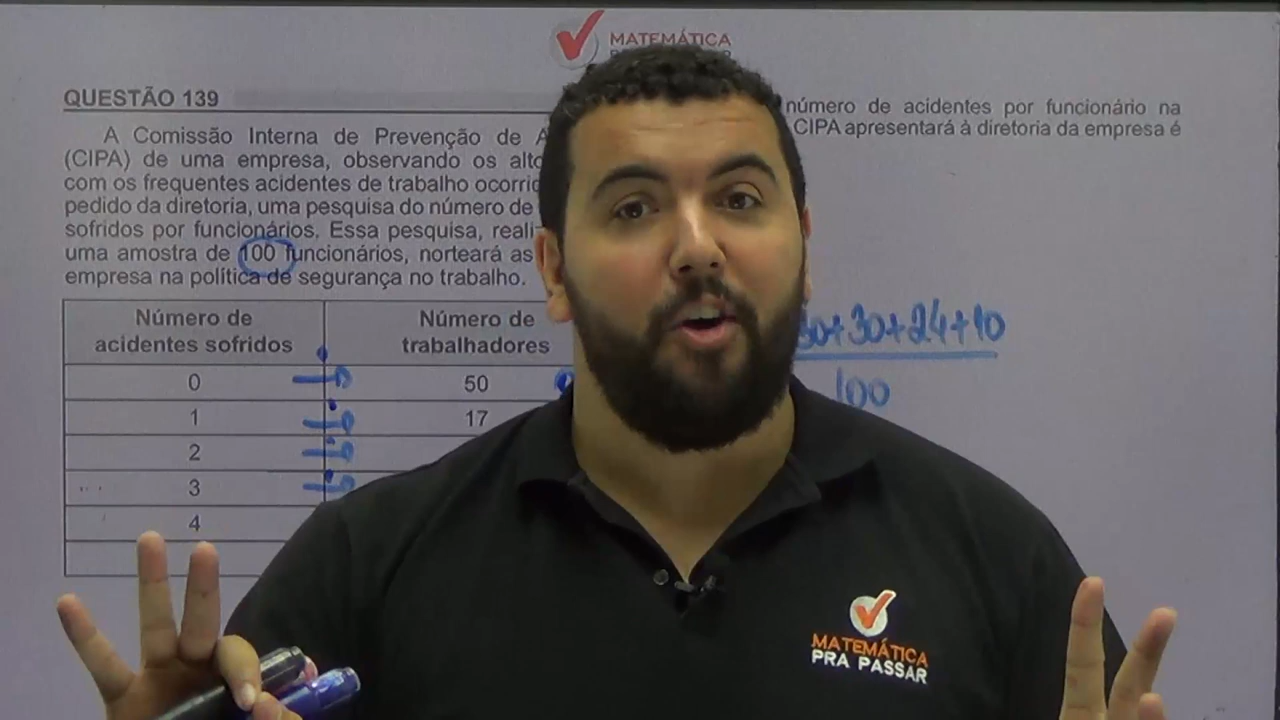 MATEMÁTICA
QUESTÃO 139
A Comissão Interna de Prevenção de A
(CIPA) de uma empresa, observando os alto
com os frequentes acidentes de trabalho ocorrid
pedido da diretoria, uma pesquisa do número de
sofridos por funcionários. Essa pesquisa, reali
uma amostra de 100 funcionários, norteará as
empresa na política de segurança no trabalho.
número de acidentes por funcionário na
CIPA apresentará à diretoria da empresa é
Número de acidentes sofridos
Número de trabalhadores
0 50
1 17
2
3
4
30+30+24+10
100
MATEMÁTICA
PRA PASSAR